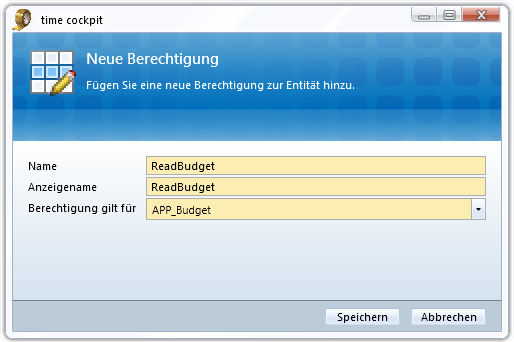 time cockpit
Neue Berechtigung
Fügen Sie eine neue Berechtigung zur Entität hinzu.
Name ReadBudget
Anzeigename ReadBudget
Berechtigung gilt für APP_Budget
Speichern Abbrechen